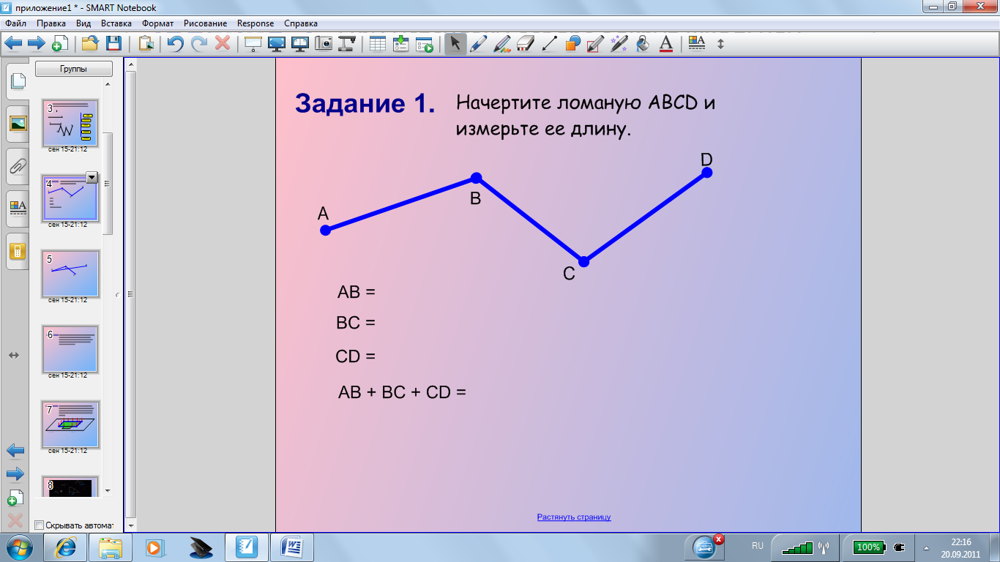 приложение1 * - SMART Notebook
Файл Правка Вид Вставка Формат Рисование Response Справка
Группы
3
сен 15-21:12
4
сен 15-21:12
5
сен 15-21:12
6
сен 15-21:12
7
сен 15-21:12
8
Скрывать автомат
Задание 1.
Начертите ломаную ABCD и
измерьте ее длину.
D
B
A
C
AB =
BC =
CD =
AB + BC + CD =
Растянуть страницу
RU
100%
22:16
20.09.2011